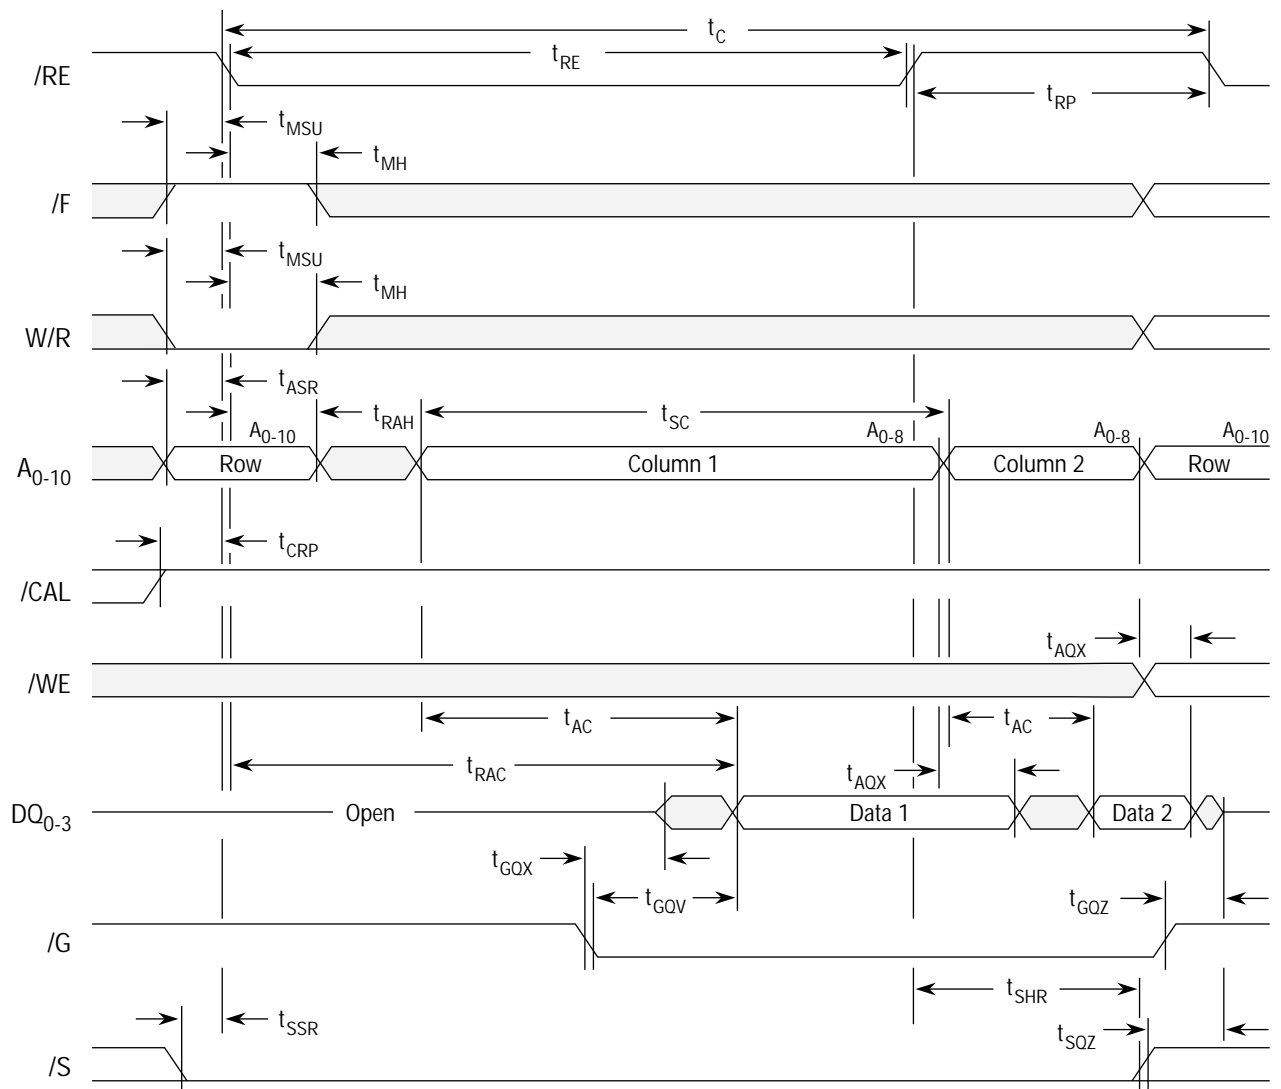 t_C
t_RE
/RE
t_RP
t_MSU
t_MH
/F
t_MSU
t_MH
W/R
t_ASR
t_RAH
t_SC
A_0-10
A_0-8
A_0-8
A_0-10
A_0-10
Row
Column 1
Column 2
Row
t_CRP
/CAL
t_AQX
/WE
t_AC
t_AC
t_RAC
t_AQX
DQ_0-3
Open
Data 1
Data 2
t_GQX
t_GQV
t_GQZ
/G
t_SHR
t_SSR
t_SQZ
/S